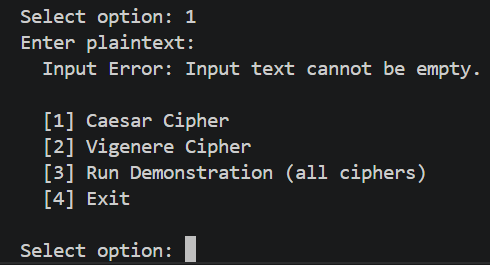 Select option: 1
Enter plaintext:
Input Error: Input text cannot be empty.
[1] Caesar Cipher
[2] Vigenere Cipher
[3] Run Demonstration (all ciphers)
[4] Exit
Select option: